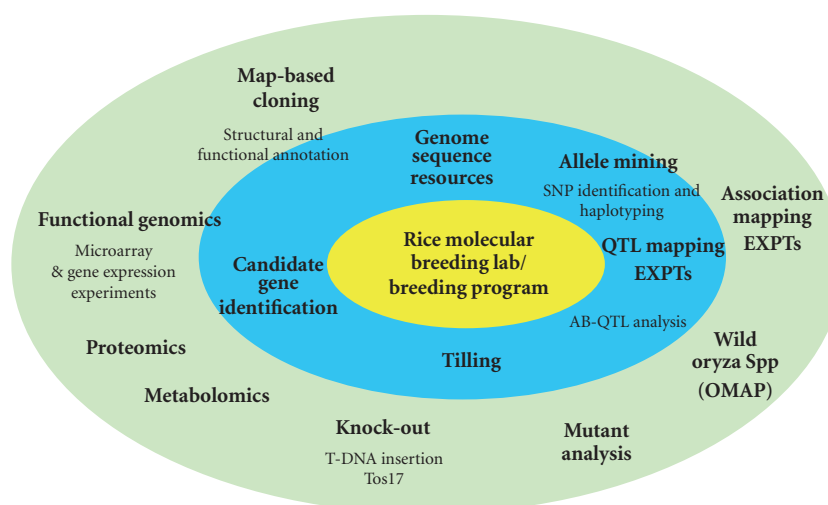 Map-based
cloning
Structural and
functional annotation
Genome
sequence
resources
Allele mining
SNP identification and
haplotyping
Association
mapping
EXPTs
Functional genomics
Microarray
& gene expression
experiments
Candidate
gene
identification
Rice molecular
breeding lab/
breeding program
QTL mapping
EXPTs
AB-QTL analysis
Proteomics
Metabolomics
Tilling
Wild
oryza Spp
(OMAP)
Knock-out
T-DNA insertion
Tos17
Mutant
analysis